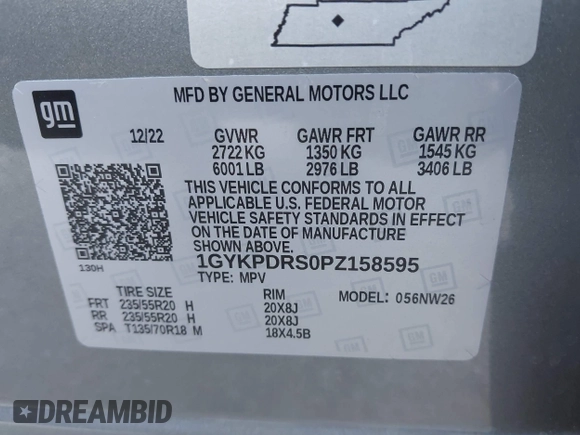 gm
MFD BY GENERAL MOTORS LLC
12/22 GVWR GAWR FRT GAWR RR
2722 KG 1350 KG 1545 KG
6001 LB 2976 LB 3406 LB
THIS VEHICLE CONFORMS TO ALL
APPLICABLE U.S. FEDERAL MOTOR
VEHICLE SAFETY STANDARDS IN EFFECT
ON THE DATE OF MANUFACTURE
SHOWN ABOVE.
130H
1GYKPDRS0PZ158595
TYPE: MPV
TIRE SIZE RIM MODEL: 056NW26
FRT 235/55R20 H 20X8J
RR 235/55R20 H 20X8J
SPA T135/70R18 M 18X4.5B
DREAMBID